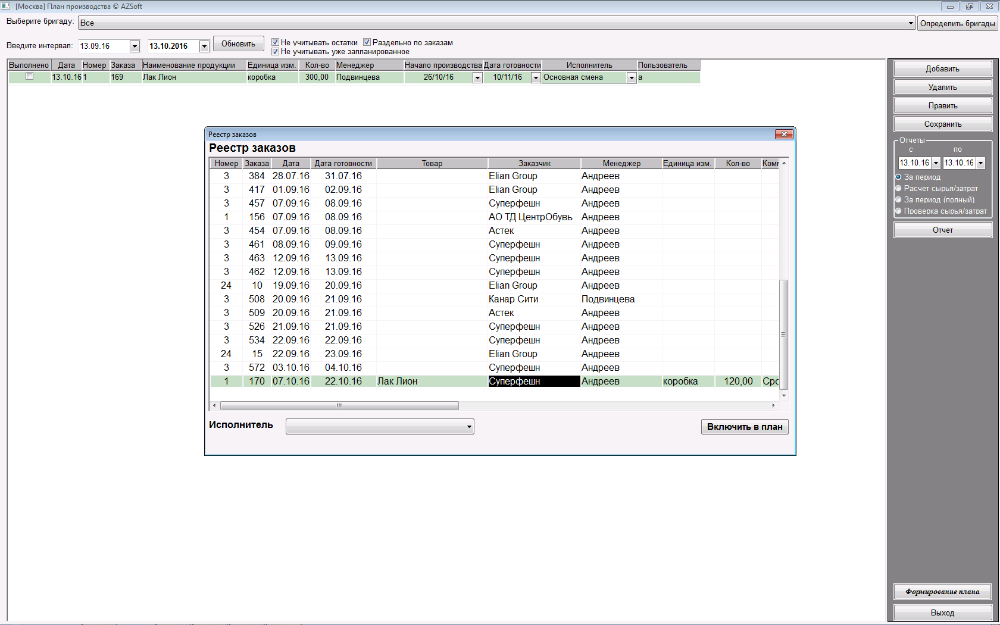 [Москва] План производства © AZSoft
Выберите бригаду: Все Определить бригады
Введите интервал: 13.09.16 13.10.2016 Обновить Не учитывать остатки Раздельно по заказам
Не учитывать уже запланированное
Выполнено Дата Номер Заказа Наименование продукции Единица изм. Кол-во Менеджер Начало производства Дата готовности Исполнитель Пользователь
13.10.16 1 169 Лак Лион коробка 300,00 Подвинцева 26/10/16 10/11/16 Основная смена а
Реестр заказов
Реестр заказов
Номер Заказа Дата Дата готовности Товар Заказчик Менеджер Единица изм. Кол-во Комм
3 384 28.07.16 31.07.16 Elian Group Андреев
3 417 01.09.16 02.09.16 Elian Group Андреев
3 457 07.09.16 08.09.16 Суперфешн Андреев
1 156 07.09.16 08.09.16 АО ТД ЦентрОбувь Андреев
3 454 07.09.16 08.09.16 Астек Андреев
3 461 08.09.16 09.09.16 Суперфешн Андреев
3 463 12.09.16 13.09.16 Суперфешн Андреев
3 462 12.09.16 13.09.16 Суперфешн Андреев
24 10 19.09.16 20.09.16 Elian Group Андреев
3 508 20.09.16 21.09.16 Канар Сити Подвинцева
3 509 20.09.16 21.09.16 Астек Андреев
3 526 21.09.16 21.09.16 Суперфешн Андреев
3 534 22.09.16 22.09.16 Суперфешн Андреев
24 15 22.09.16 23.09.16 Elian Group Андреев
3 572 03.10.16 04.10.16 Суперфешн Андреев
1 170 07.10.16 22.10.16 Лак Лион Суперфешн Андреев коробка 120,00 Сро
Исполнитель Включить в план
Добавить
Удалить
Править
Сохранить
Отчеты
с по
13.10.16 13.10.16
За период
Расчет сырья/затрат
За период (полный)
Проверка сырья/затрат
Отчет
Формирование плана
Выход